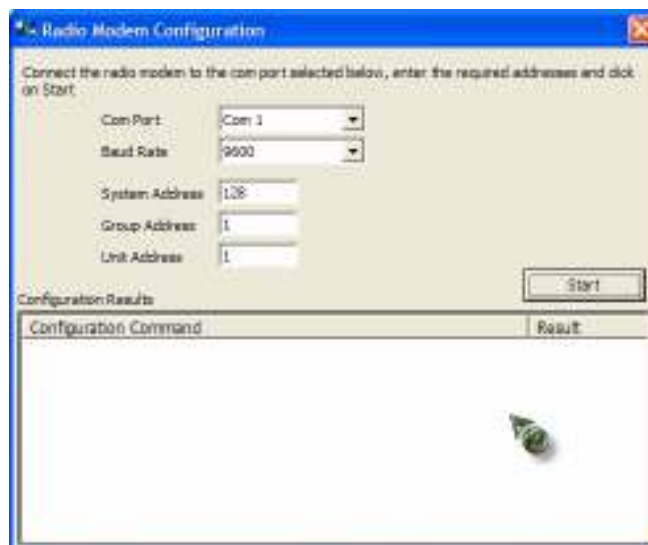 Radio Modem Configuration
Connect the radio modem to the com port selected below, enter the required addresses and click
on Start
Com Port Com 1
Baud Rate 9600
System Address 128
Group Address 1
Unit Address 1
Start
Configuration Results
Configuration Command Result